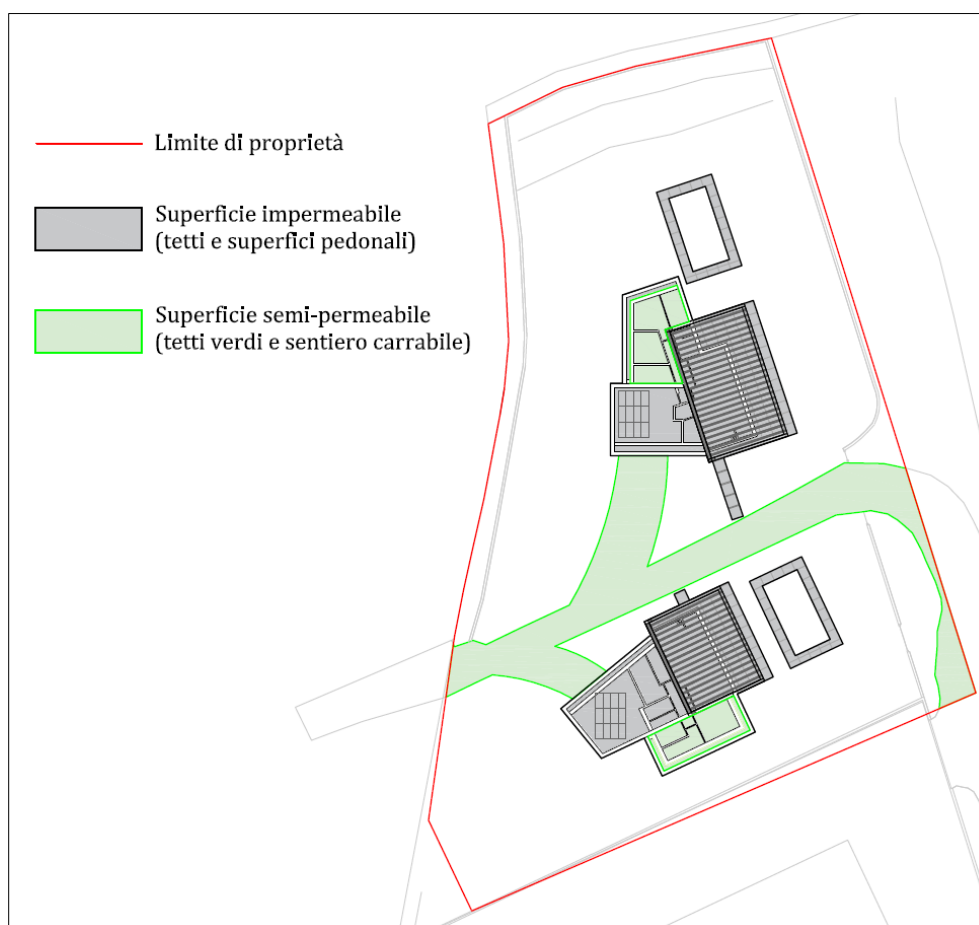 Limite di proprietà
Superficie impermeabile
(tetti e superfici pedonali)
Superficie semi-permeabile
(tetti verdi e sentiero carrabile)